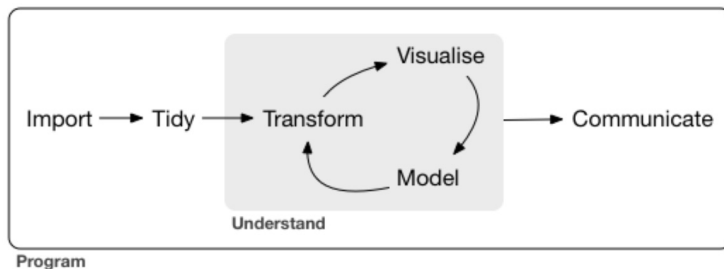 Visualise
Import
Tidy
Transform
Communicate
Model
Understand
Program